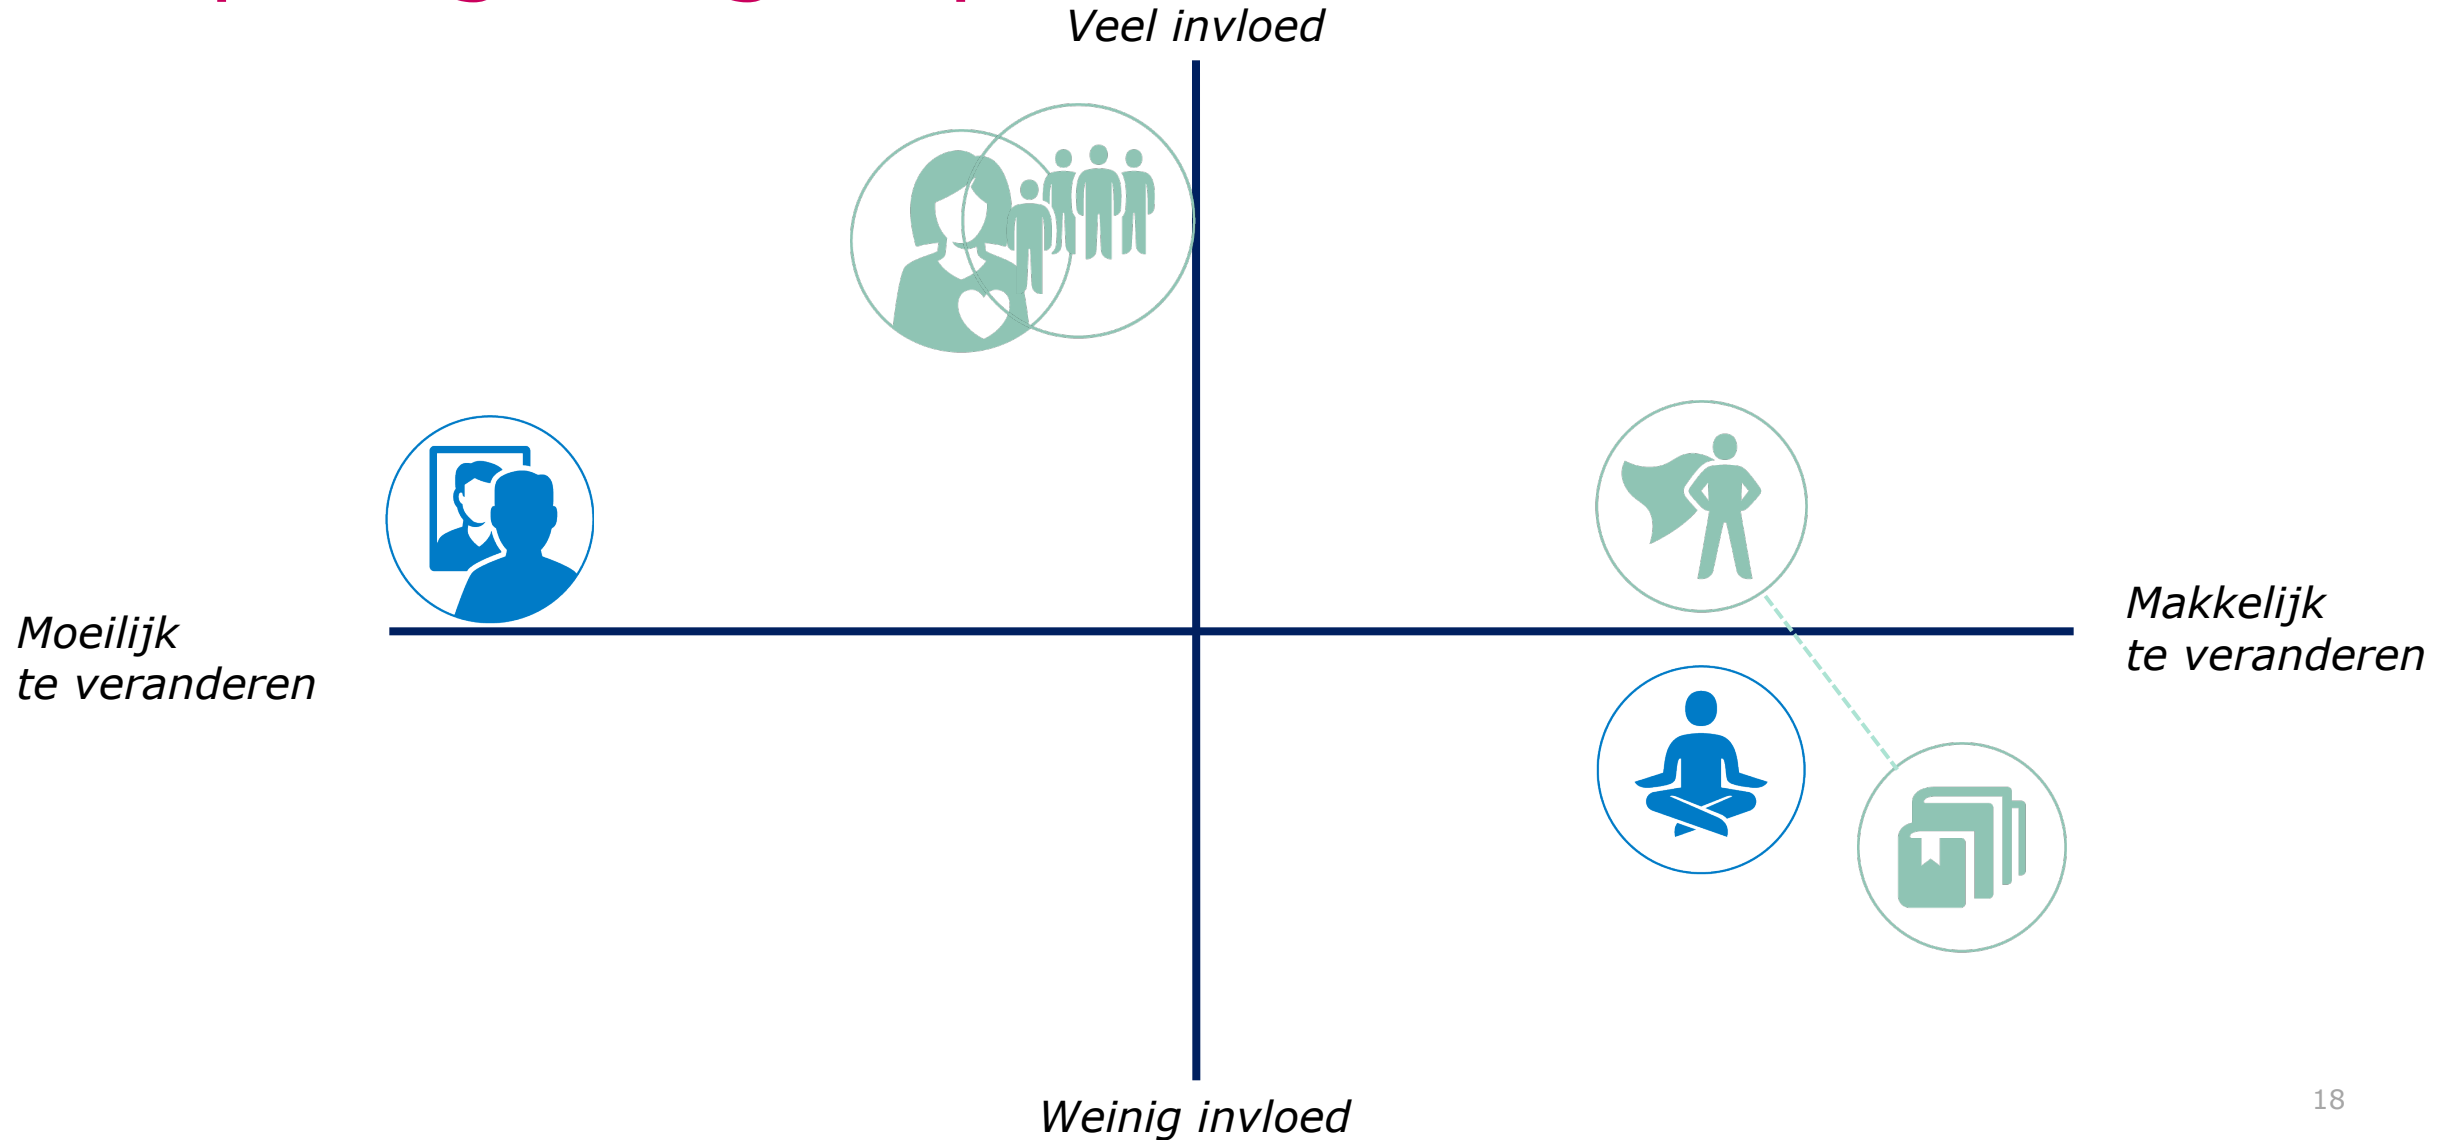 Veel invloed
Moeilijk
te veranderen
Makkelijk
te veranderen
Weinig invloed
18